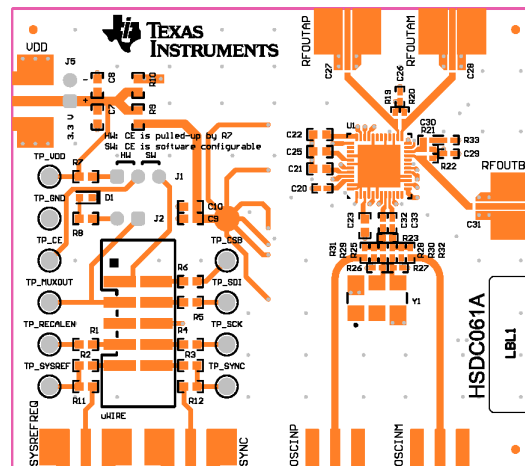 TEXAS
INSTRUMENTS
VDD
J5
-
+
3.3 V
C8
C7
R10
R9
HW: CE is pulled-up by R7
SW: CE is software configurable
HW
SW
J1
TP_VDD
R7
TP_GND
D1
R8
J2
C10
C9
TP_CE
TP_CSB
TP_MUXOUT
R6
TP_SDI
R5
TP_RECALEN
R1
R4
TP_SCK
TP_SYSREF
R2
R3
TP_SYNC
R11
R12
uWIRE
SYSREFREQ
SYNC
RFOUTAP
RFOUTAM
C27
C28
C26
R19
R20
U1
C22
C25
C21
C20
C30
R21
R33
C29
R22
RFOUTB
C31
C23
C32
C33
R23
R31
R29
R25
R28
R30
R32
R26
R27
Y1
HSDC061A
LBL1
OSCINP
OSCINM